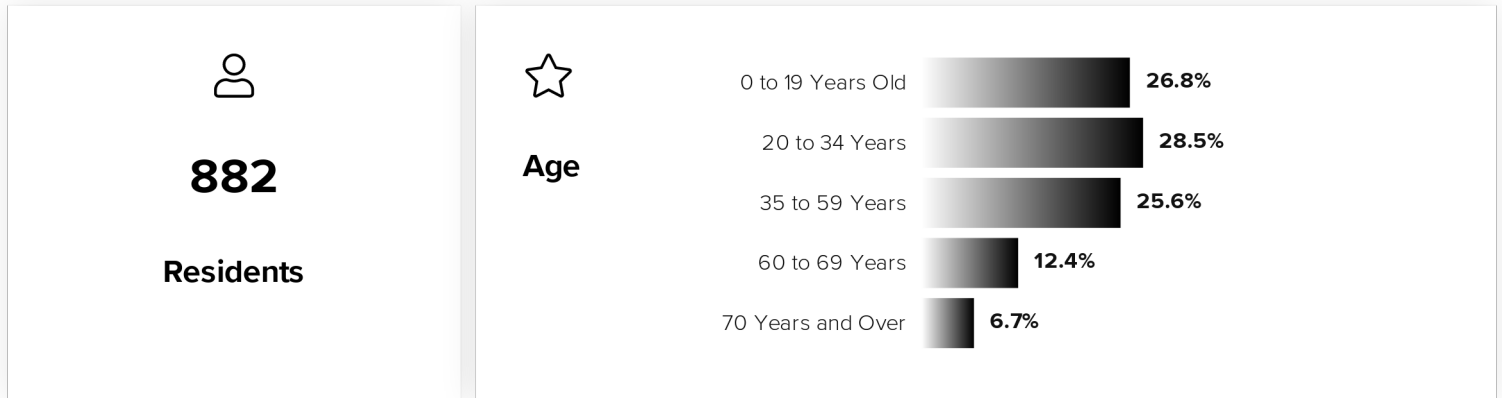 882
Residents
Age
0 to 19 Years Old 26.8%
20 to 34 Years 28.5%
35 to 59 Years 25.6%
60 to 69 Years 12.4%
70 Years and Over 6.7%